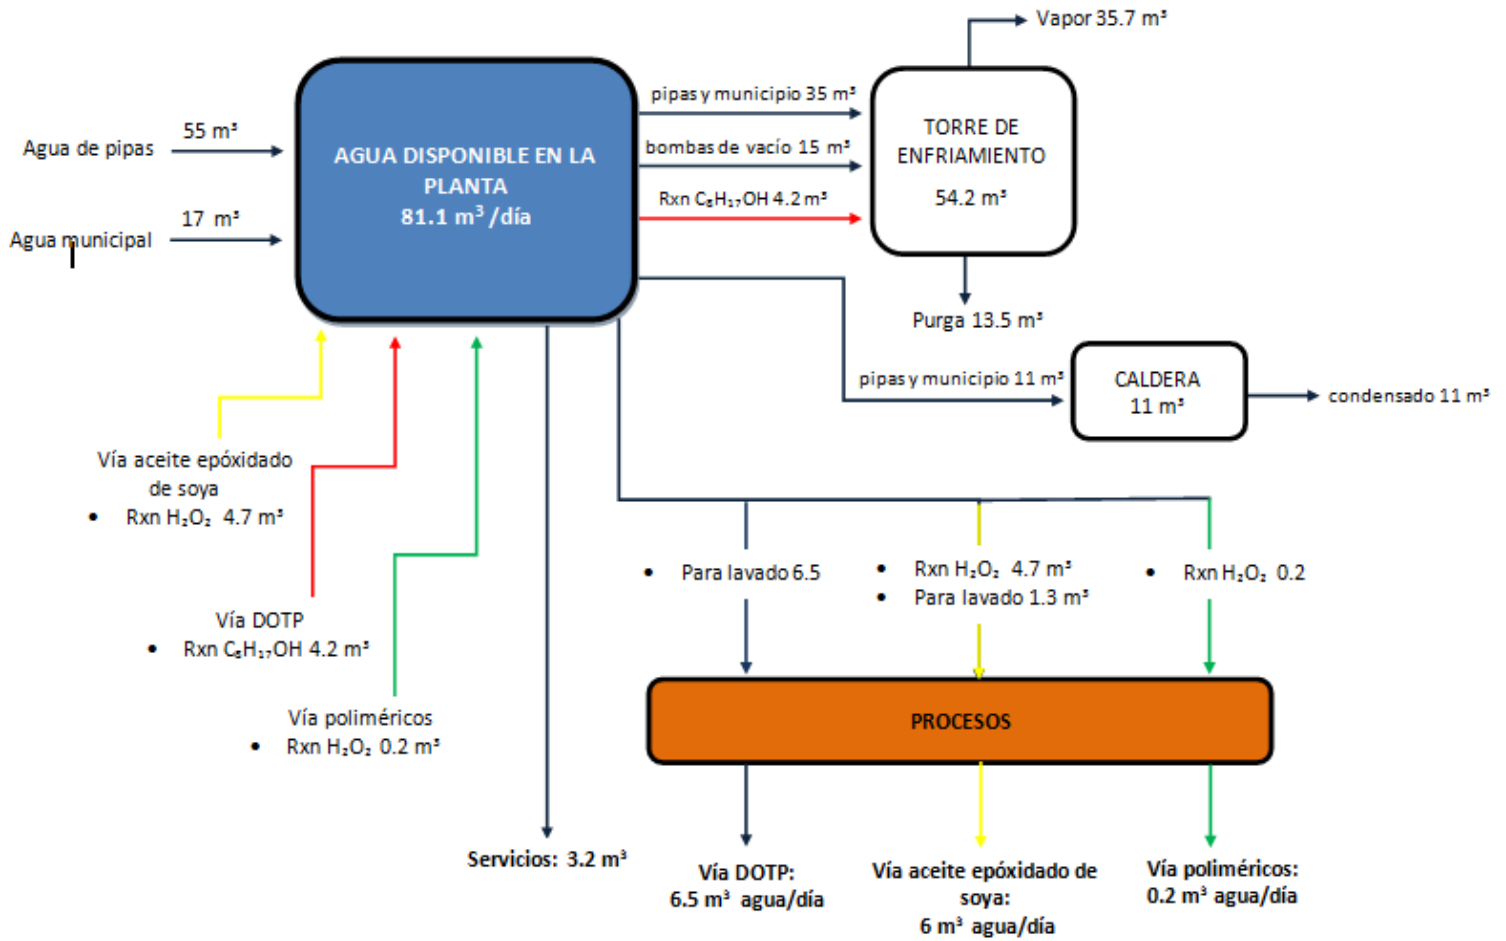 Vapor 35.7 m³
Agua de pipas
55 m³
Agua municipal
17 m³
AGUA DISPONIBLE EN LA
PLANTA
81.1 m³ /día
pipas y municipio 35 m³
bombas de vacío 15 m³
Rxn C₈H₁₇OH 4.2 m³
TORRE DE
ENFRIAMIENTO
54.2 m³
Purga 13.5 m³
pipas y municipio 11 m³
CALDERA
11 m³
condensado 11 m³
Vía aceite epóxidado
de soya
• Rxn H₂O₂ 4.7 m³
Vía DOTP
• Rxn C₈H₁₇OH 4.2 m³
Vía poliméricos
• Rxn H₂O₂ 0.2 m³
• Para lavado 6.5
• Rxn H₂O₂ 4.7 m³
• Para lavado 1.3 m³
• Rxn H₂O₂ 0.2
PROCESOS
Servicios: 3.2 m³
Vía DOTP:
6.5 m³ agua/día
Vía aceite epóxidado de
soya:
6 m³ agua/día
Vía poliméricos:
0.2 m³ agua/día